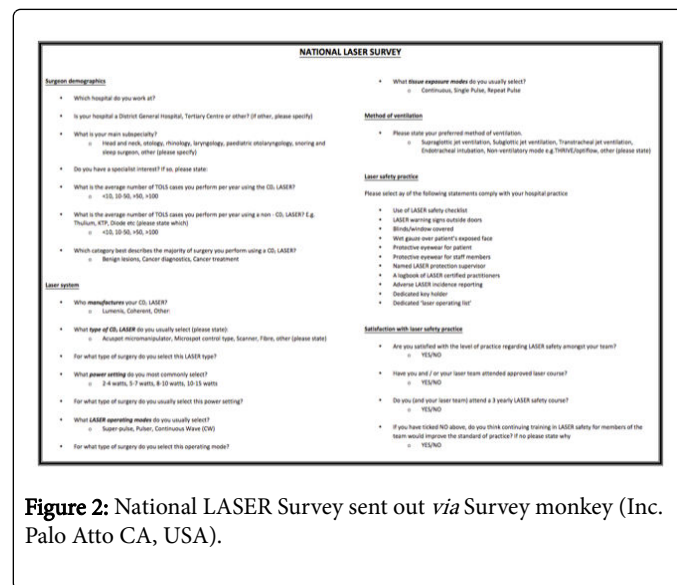 NATIONAL LASER SURVEY
Surgeon demographics
• Which hospital do you work at?
• Is your hospital a District General Hospital, Tertiary Centre or other? (if other, please specify)
• What is your main subspecialty?
o Head and neck, otology, rhinology, laryngology, paediatric otolaryngology, snoring and
sleep surgeon, other (please specify)
• Do you have a specialist interest? If so, please state:
• What is the average number of TOLS cases you perform per year using the CO₂ LASER?
o <10, 10-50, >50, >100
• What is the average number of TOLS cases you perform per year using a non - CO₂ LASER? E.g.
Thulium, KTP, Diode etc (please state which)
o <10, 10-50, >50, >100
• Which category best describes the majority of surgery you perform using a CO₂ LASER?
o Benign lesions, Cancer diagnostics, Cancer treatment
Laser system
• Who manufactures your CO₂ LASER?
o Lumenis, Coherent, Other:
• What type of CO₂ LASER do you usually select (please state):
o Acuspot micromanipulator, Microspot control type, Scanner, Fibre, other (please state)
• For what type of surgery do you select this LASER type?
• What power setting do you most commonly select?
o 2-4 watts, 5-7 watts, 8-10 watts, 10-15 watts
• For what type of surgery do you usually select this power setting?
• What LASER operating modes do you usually select?
o Super pulse, Pulser, Continuous Wave (CW)
• For what type of surgery do you select this operating mode?
• What tissue exposure modes do you usually select?
o Continuous, Single Pulse, Repeat Pulse
Method of ventilation
• Please state your preferred method of ventilation.
o Supraglottic jet ventilation, Subglottic jet ventilation, Transtracheal jet ventilation,
Endotracheal intubation, Non-ventilatory mode e.g.THRIVE/optiflow, other (please state)
Laser safety practice
Please select ay of the following statements comply with your hospital practice
• Use of LASER safety checklist
• LASER warning signs outside doors
• Blinds/window covered
• Wet gauze over patient's exposed face
• Protective eyewear for patient
• Protective eyewear for staff members
• Named LASER protection supervisor
• A logbook of LASER certified practitioners
• Adverse LASER incidence reporting
• Dedicated key holder
• Dedicated 'laser operating list'
Satisfaction with laser safety practice
• Are you satisfied with the level of practice regarding LASER safety amongst your team?
o YES/NO
• Have you and / or your laser team attended approved laser course?
o YES/NO
• Do you (and your laser team) attend a 3 yearly LASER safety course?
o YES/NO
• If you have ticked NO above, do you think continuing training in LASER safety for members of the
team would improve the standard of practice? If no please state why
o YES/NO
Figure 2: National LASER Survey sent out via Survey monkey (Inc.
Palo Atto CA, USA).